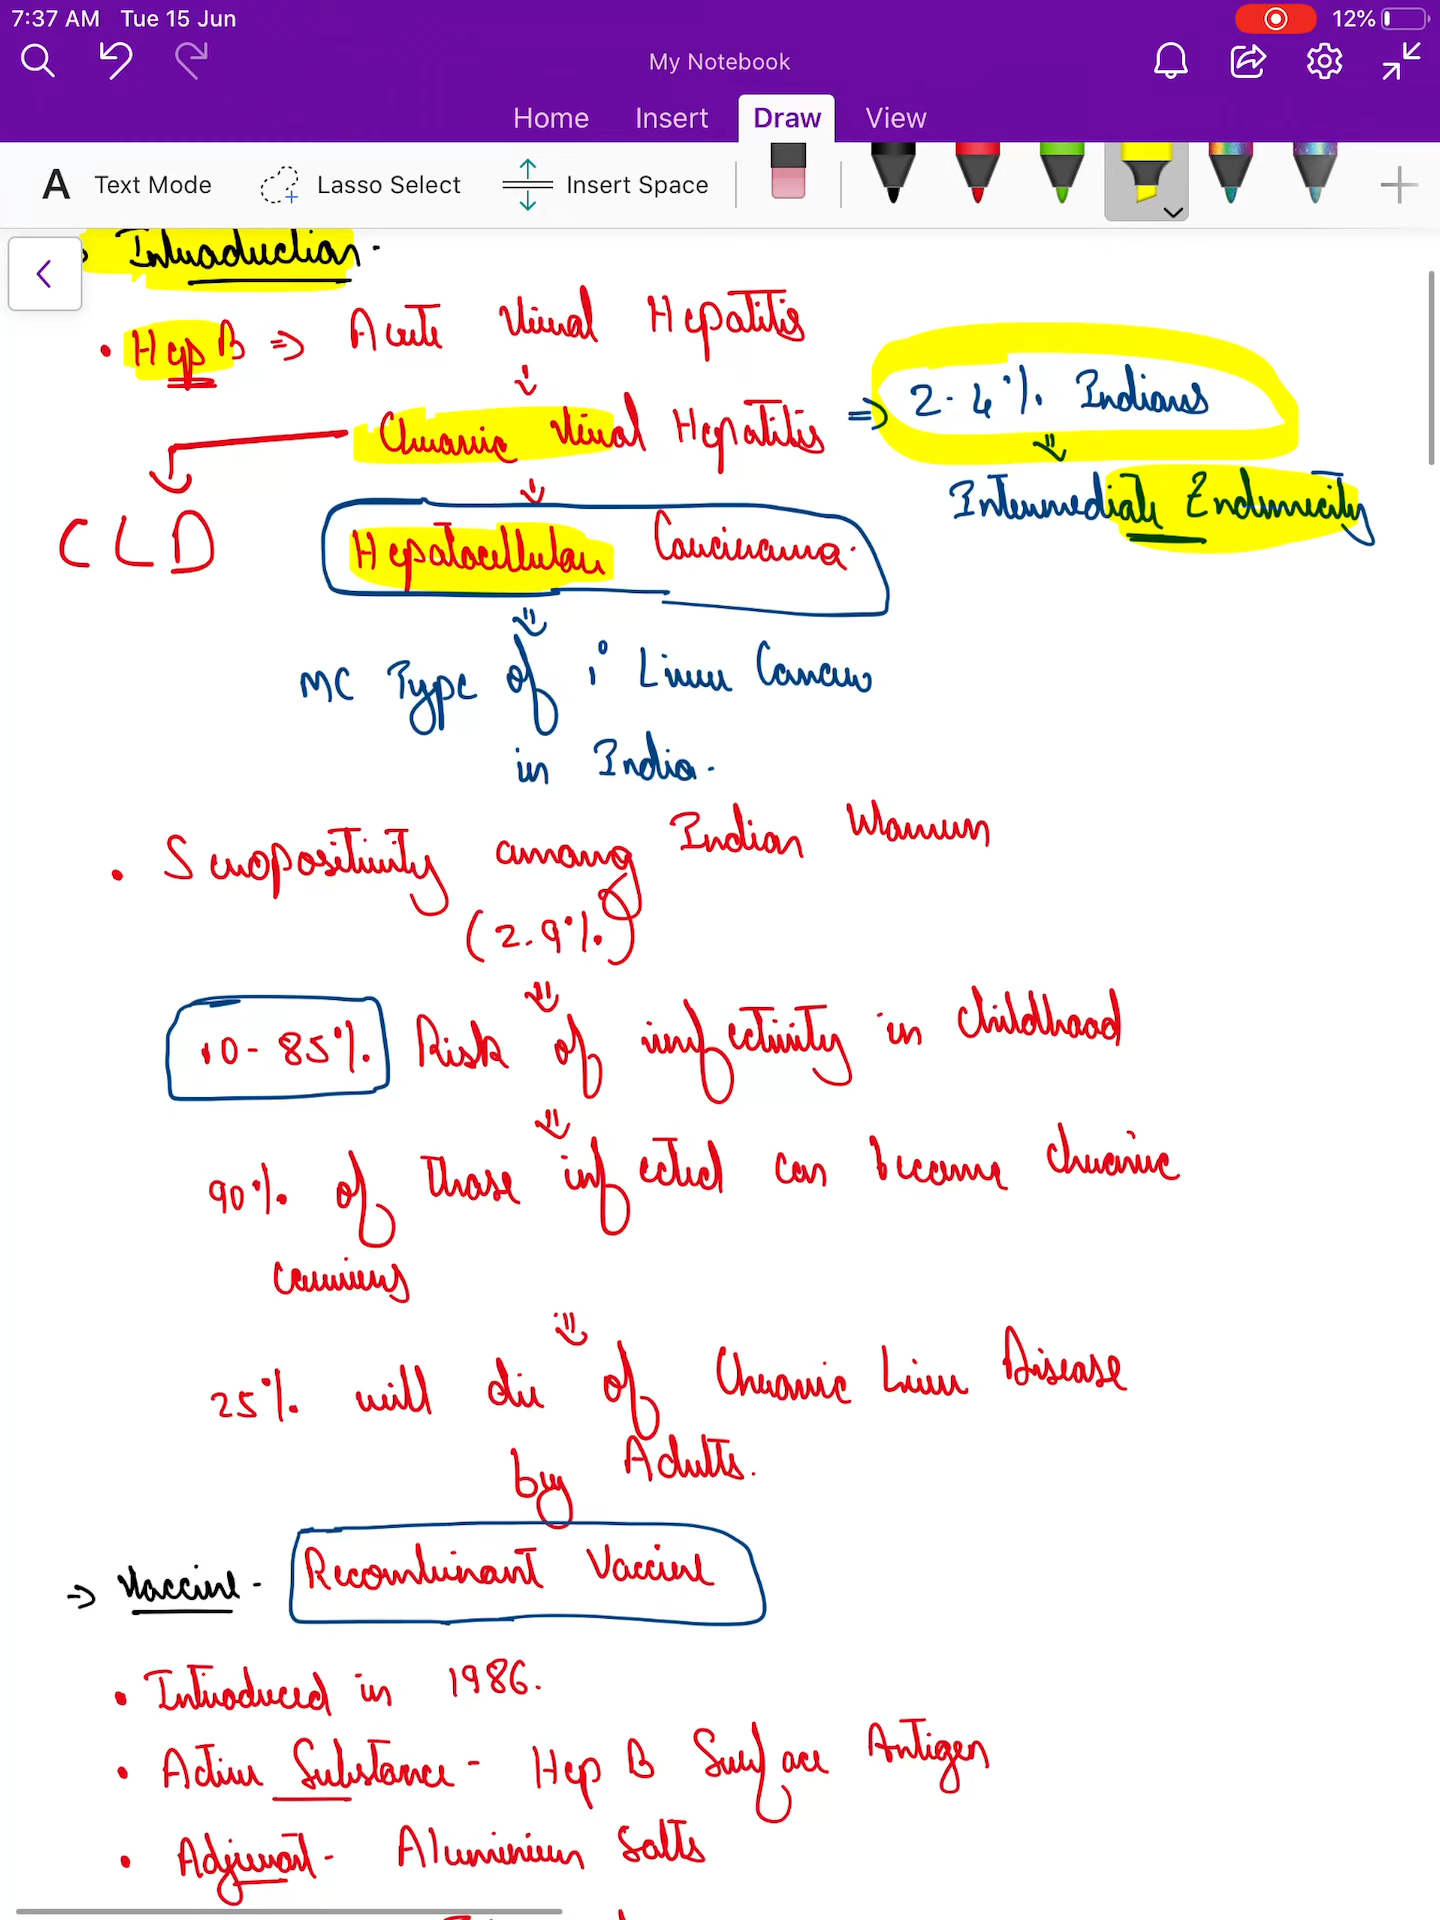 7:37 AM Tue 15 Jun
12%
My Notebook
Home Insert Draw View
A Text Mode Lasso Select Insert Space
Introduction-
• Hep B ⇒ Acute Viral Hepatitis
Chronic Viral Hepatitis ⇒ 2-4% Indians
Intermediate Endemicity
CLD
Hepatocellular Carcinoma.
MC Type of 1° Liver Cancer
in India.
• Seropositivity among Indian Women
(2.9%)
10-85% Risk of infectivity in childhood
90% of those infected can become chronic
carriers
25% will die of Chronic Liver Disease
by Adults.
⇒ Vaccine- Recombinant Vaccine
• Introduced in 1986.
• Active Substance- Hep B Surface Antigen
• Adjuvant- Aluminium Salts